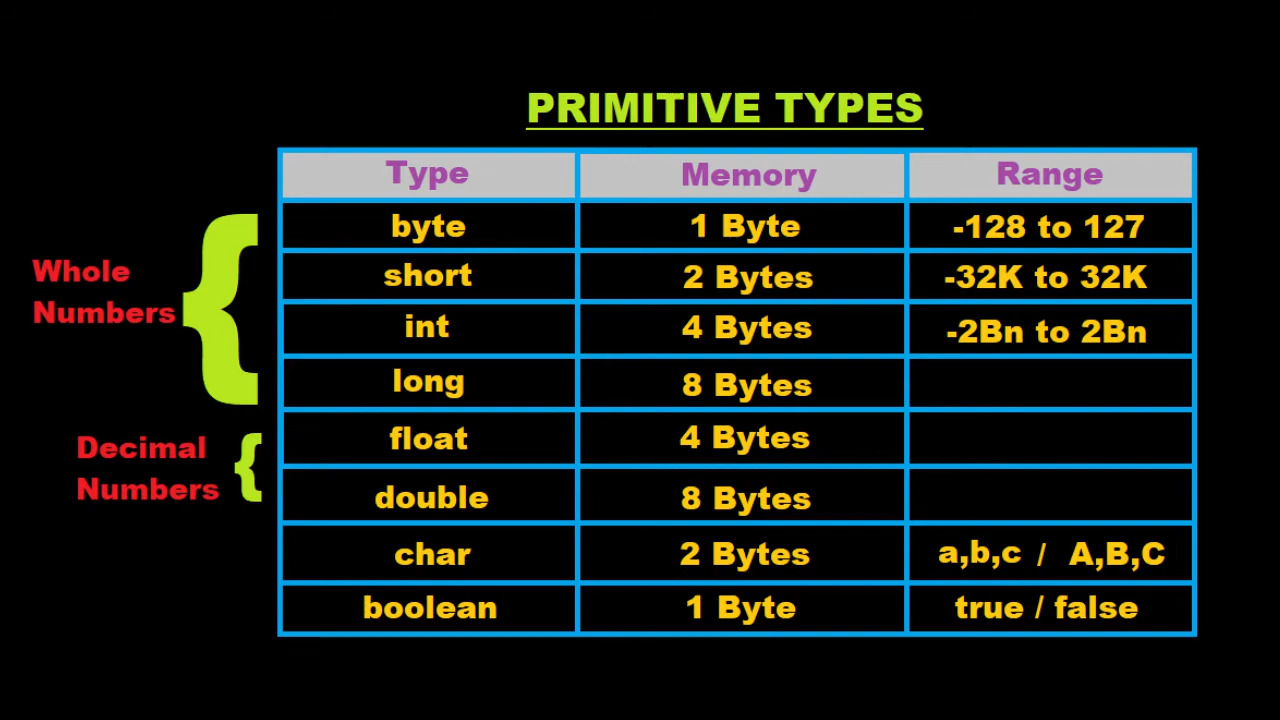 PRIMITIVE TYPES
Type Memory Range
byte 1 Byte -128 to 127
short 2 Bytes -32K to 32K
int 4 Bytes -2Bn to 2Bn
long 8 Bytes
float 4 Bytes
double 8 Bytes
char 2 Bytes a,b,c / A,B,C
boolean 1 Byte true / false
Whole
Numbers
Decimal
Numbers